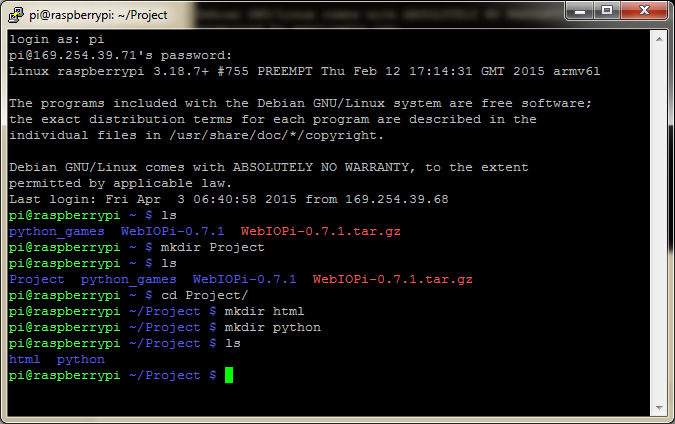 pi@raspberrypi: ~/Project
login as: pi
pi@169.254.39.71's password:
Linux raspberrypi 3.18.7+ #755 PREEMPT Thu Feb 12 17:14:31 GMT 2015 armv6l
The programs included with the Debian GNU/Linux system are free software;
the exact distribution terms for each program are described in the
individual files in /usr/share/doc/*/copyright.
Debian GNU/Linux comes with ABSOLUTELY NO WARRANTY, to the extent
permitted by applicable law.
Last login: Fri Apr  3 06:40:58 2015 from 169.254.39.68
pi@raspberrypi ~ $ ls
python_games  WebIOPi-0.7.1  WebIOPi-0.7.1.tar.gz
pi@raspberrypi ~ $ mkdir Project
pi@raspberrypi ~ $ ls
Project  python_games  WebIOPi-0.7.1  WebIOPi-0.7.1.tar.gz
pi@raspberrypi ~ $ cd Project/
pi@raspberrypi ~/Project $ mkdir html
pi@raspberrypi ~/Project $ mkdir python
pi@raspberrypi ~/Project $ ls
html  python
pi@raspberrypi ~/Project $